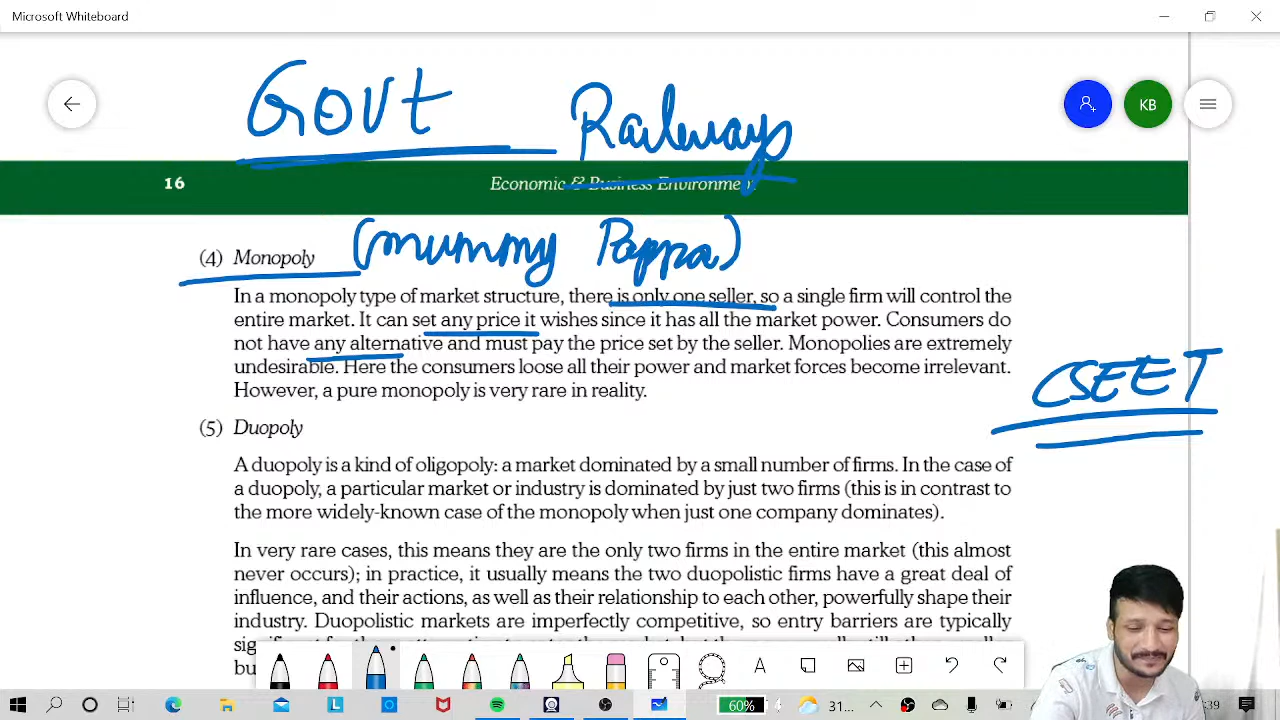 Microsoft Whiteboard
GOVt Railways
KB
16 Economic & Business Environment
(4) Monopoly (mummy Pappa)
In a monopoly type of market structure, there is only one seller, so a single firm will control the
entire market. It can set any price it wishes since it has all the market power. Consumers do
not have any alternative and must pay the price set by the seller. Monopolies are extremely
undesirable. Here the consumers loose all their power and market forces become irrelevant.
However, a pure monopoly is very rare in reality.
CSEET
(5) Duopoly
A duopoly is a kind of oligopoly: a market dominated by a small number of firms. In the case of
a duopoly, a particular market or industry is dominated by just two firms (this is in contrast to
the more widely-known case of the monopoly when just one company dominates).
In very rare cases, this means they are the only two firms in the entire market (this almost
never occurs); in practice, it usually means the two duopolistic firms have a great deal of
influence, and their actions, as well as their relationship to each other, powerfully shape their
industry. Duopolistic markets are imperfectly competitive, so entry barriers are typically
60% 31... :39